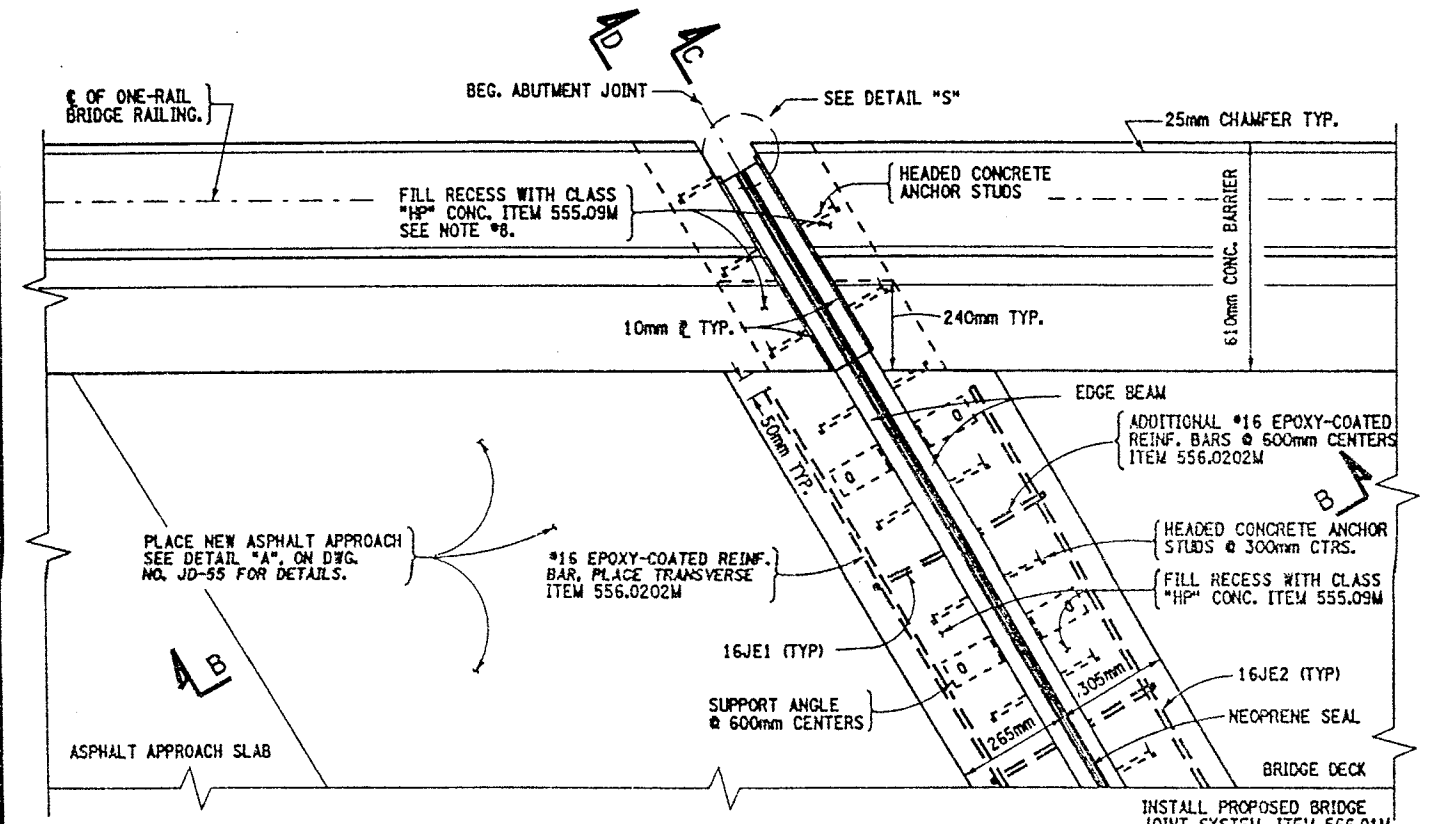 D
C
BEG. ABUTMENT JOINT
SEE DETAIL "S"
℄ OF ONE-RAIL
BRIDGE RAILING.
25mm CHAMFER TYP.
FILL RECESS WITH CLASS
"HP" CONC. ITEM 555.09M
SEE NOTE #8.
HEADED CONCRETE
ANCHOR STUDS
610mm CONC. BARRIER
10mm ⅊ TYP.
240mm TYP.
EDGE BEAM
50mm TYP.
ADDITIONAL #16 EPOXY-COATED
REINF. BARS @ 600mm CENTERS
ITEM 556.0202M
B
PLACE NEW ASPHALT APPROACH
SEE DETAIL "A", ON DWG.
NO. JD-55 FOR DETAILS.
#16 EPOXY-COATED REINF.
BAR, PLACE TRANSVERSE
ITEM 556.0202M
HEADED CONCRETE ANCHOR
STUDS @ 300mm CTRS.
FILL RECESS WITH CLASS
"HP" CONC. ITEM 555.09M
16JE1 (TYP)
B
305mm
16JE2 (TYP)
SUPPORT ANGLE
@ 600mm CENTERS
265mm
NEOPRENE SEAL
ASPHALT APPROACH SLAB
BRIDGE DECK
INSTALL PROPOSED BRIDGE
JOINT SYSTEM, ITEM 566.01M